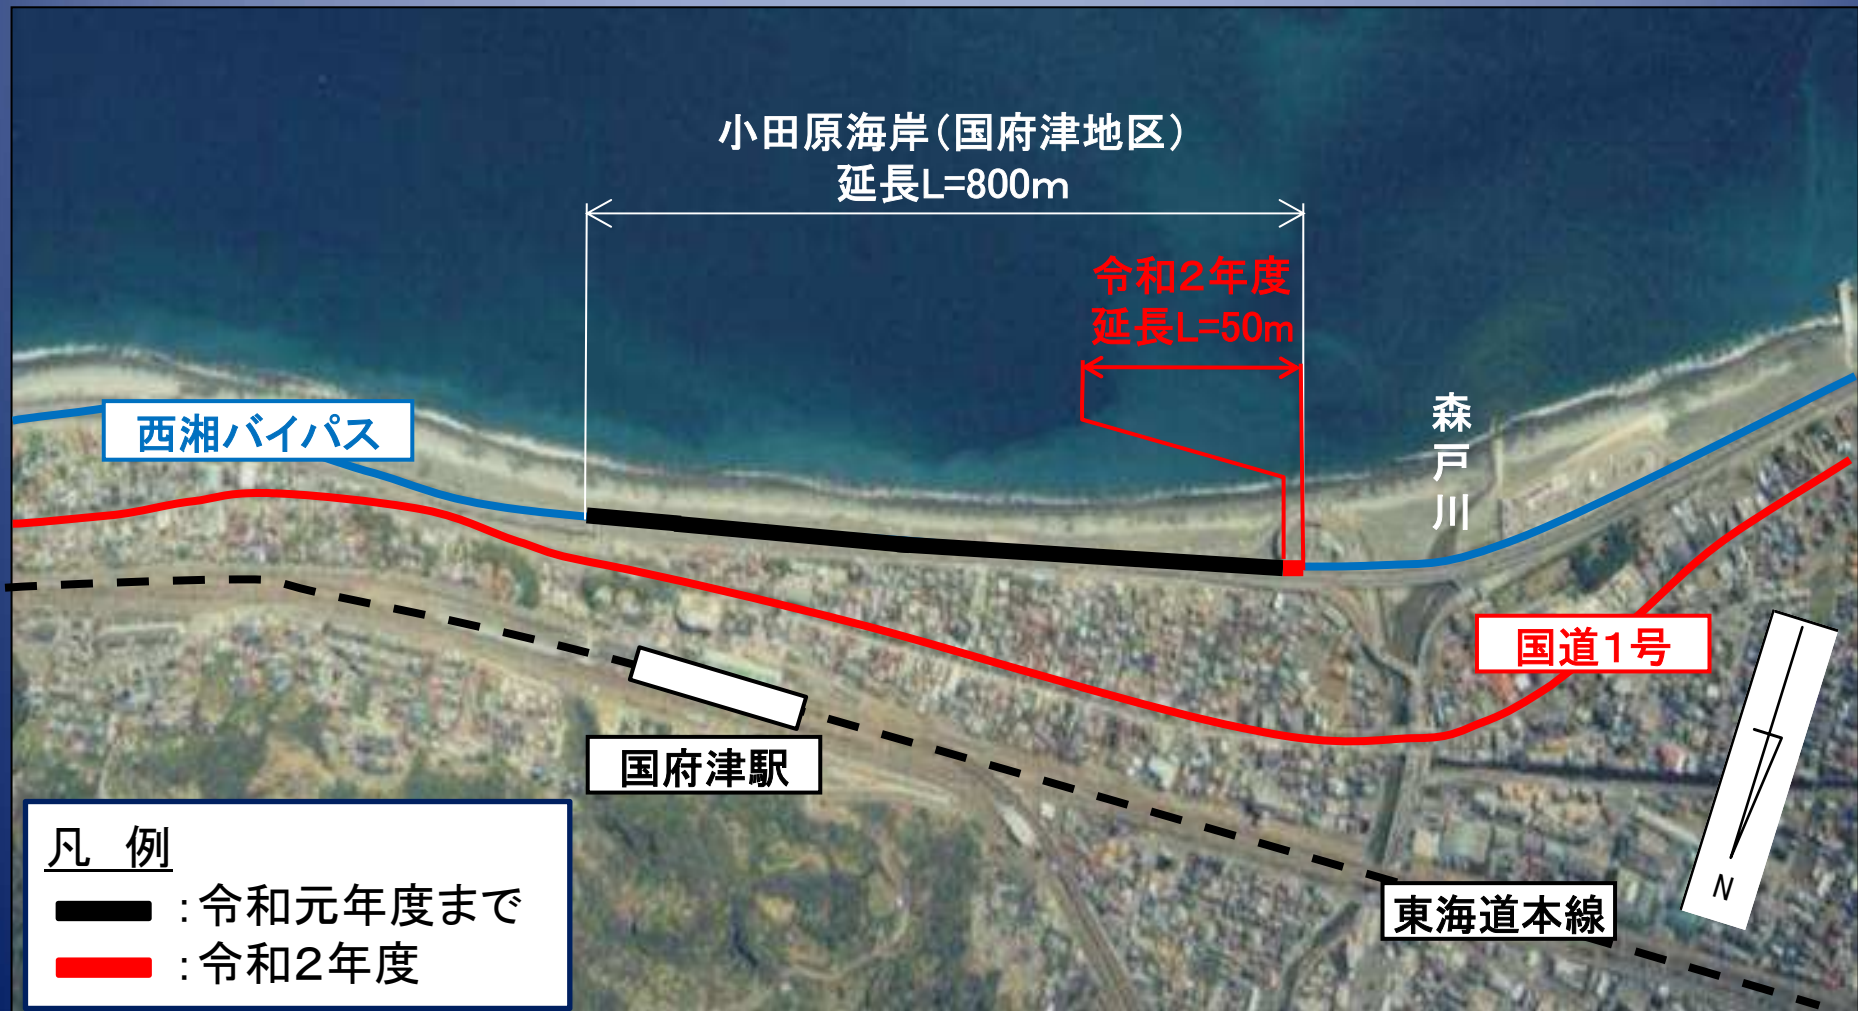 小田原海岸（国府津地区）
延長L=800m
令和2年度
延長L=50m
森戸川
西湘バイパス
国道1号
国府津駅
東海道本線
N
凡　例
：令和元年度まで
：令和2年度